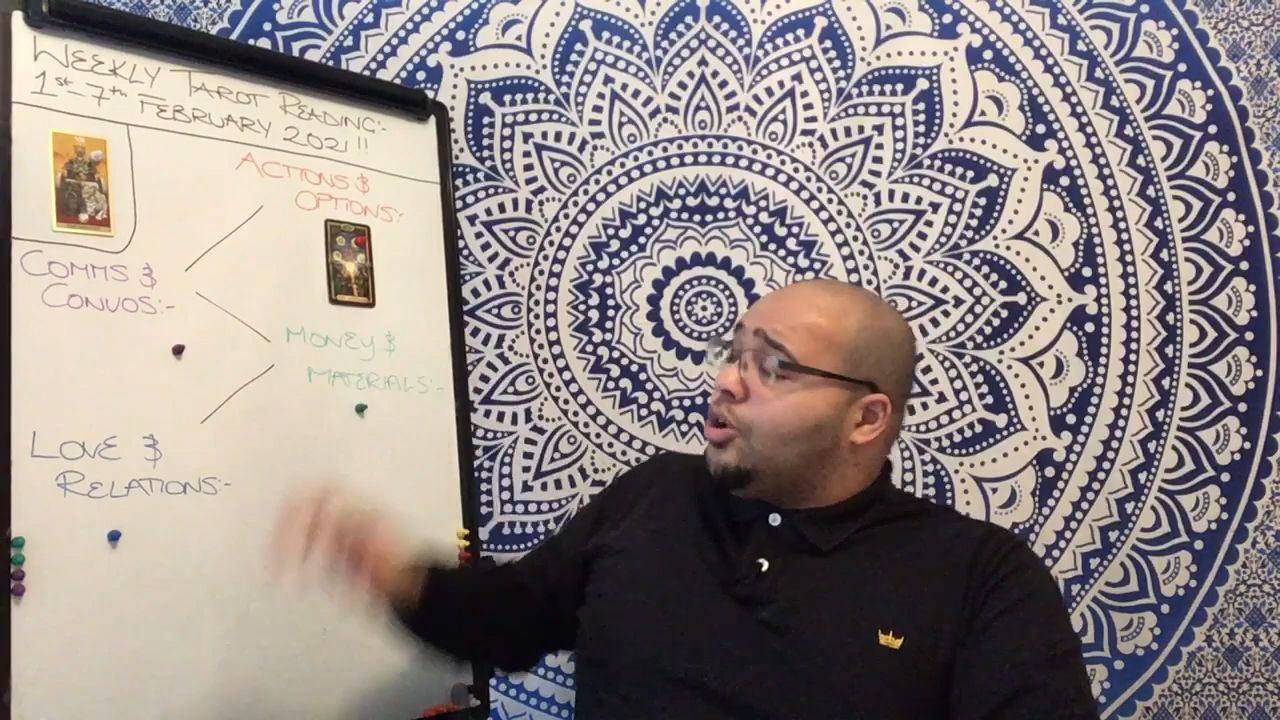 WEEKLY TAROT READING:-
1st-7th FEBRUARY 2021!!
ACTIONS &
OPTIONS:-
COMMS &
CONVOS:-
MONEY &
MATERIALS:-
LOVE &
RELATIONS:-